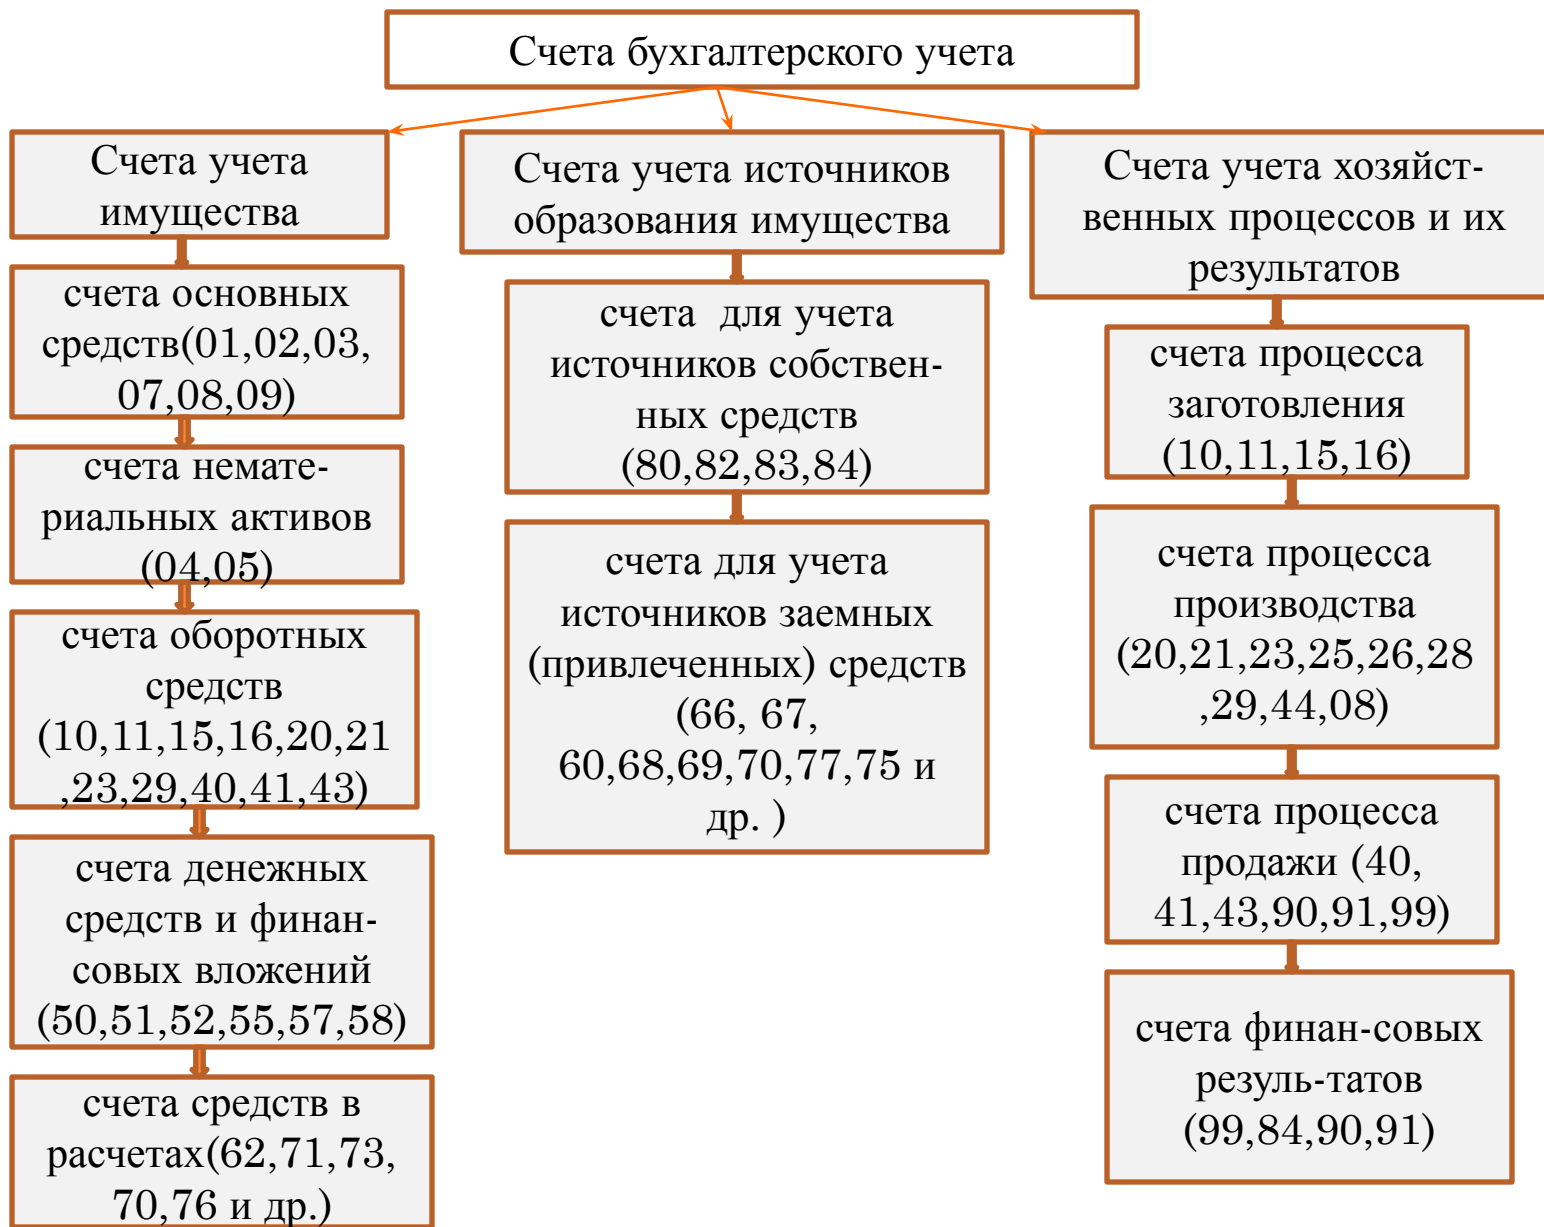 Счета бухгалтерского учета
Счета учета
имущества
счета основных
средств(01,02,03,
07,08,09)
счета немате-
риальных активов
(04,05)
счета оборотных
средств
(10,11,15,16,20,21
,23,29,40,41,43)
счета денежных
средств и финан-
совых вложений
(50,51,52,55,57,58)
счета средств в
расчетах(62,71,73,
70,76 и др.)
Счета учета источников
образования имущества
счета для учета
источников собствен-
ных средств
(80,82,83,84)
счета для учета
источников заемных
(привлеченных) средств
(66, 67,
60,68,69,70,77,75 и
др. )
Счета учета хозяйст-
венных процессов и их
результатов
счета процесса
заготовления
(10,11,15,16)
счета процесса
производства
(20,21,23,25,26,28
,29,44,08)
счета процесса
продажи (40,
41,43,90,91,99)
счета финан-совых
резуль-татов
(99,84,90,91)